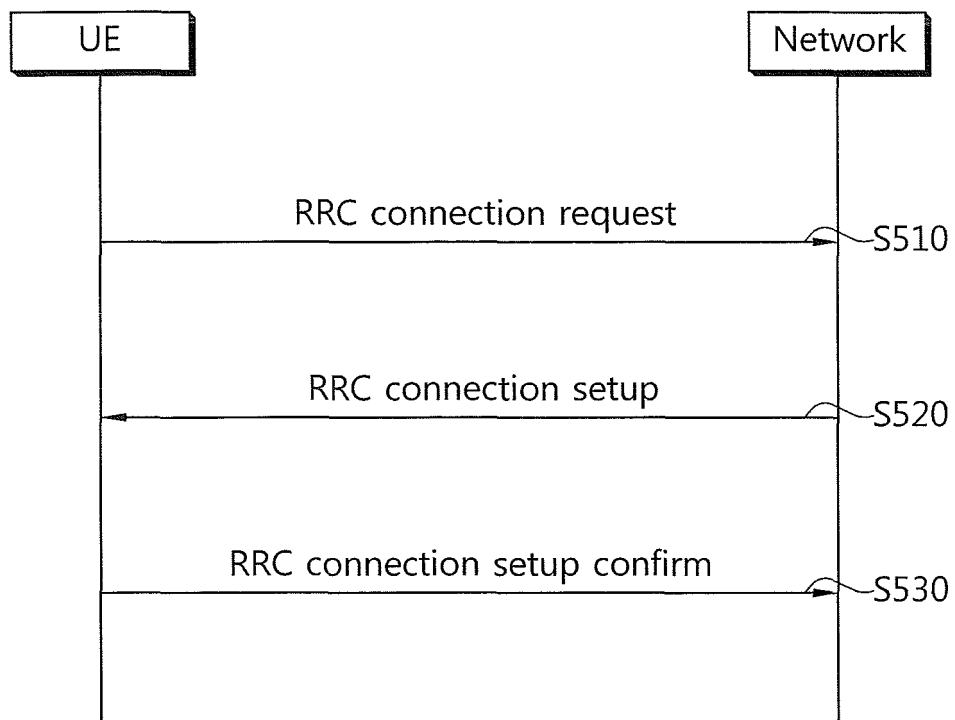 UE
Network
RRC connection request
S510
RRC connection setup
S520
RRC connection setup confirm
S530